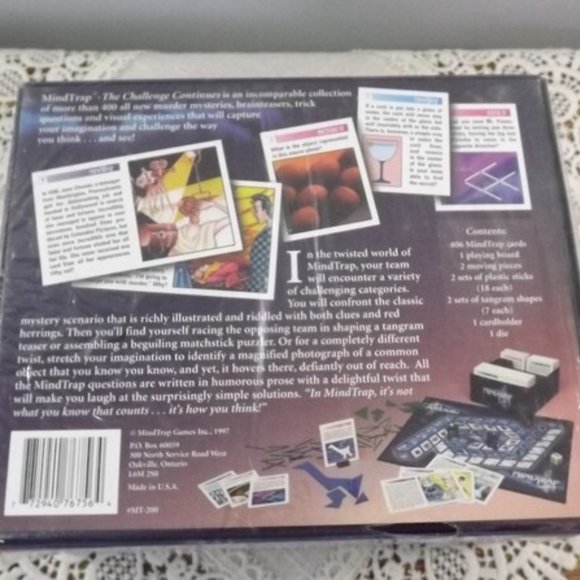 MindTrap™ - The Challenge Continues is an incomparable collection
of more than 400 all new murder mysteries, brainteasers, trick
questions and visual experiences that will capture
your imagination and challenge the way
you think . . . and see!
What is the object represented
in this macro-photo?
In the twisted world of
MindTrap, your team
will encounter a variety
of challenging categories.
You will confront the classic
mystery scenario that is richly illustrated and riddled with both clues and red
herrings. Then you'll find yourself racing the opposing team in shaping a tangram
teaser or assembling a beguiling matchstick puzzler. Or for a completely different
twist, stretch your imagination to identify a magnified photograph of a common
object that you know you know, and yet, it hovers there, defiantly out of reach. All
the MindTrap questions are written in humorous prose with a delightful twist that
will make you laugh at the surprisingly simple solutions. "In MindTrap, it's not
what you know that counts . . . it's how you think!"
Contents:
406 MindTrap cards
1 playing board
2 moving pieces
2 sets of plastic sticks
(18 each)
2 sets of tangram shapes
(7 each)
1 cardholder
1 die
© MindTrap Games Inc., 1997
P.O. Box 60059
300 North Service Road West
Oakville, Ontario
L6M 2S0
Made in U.S.A.
#MT-200
1 72940 76756 4